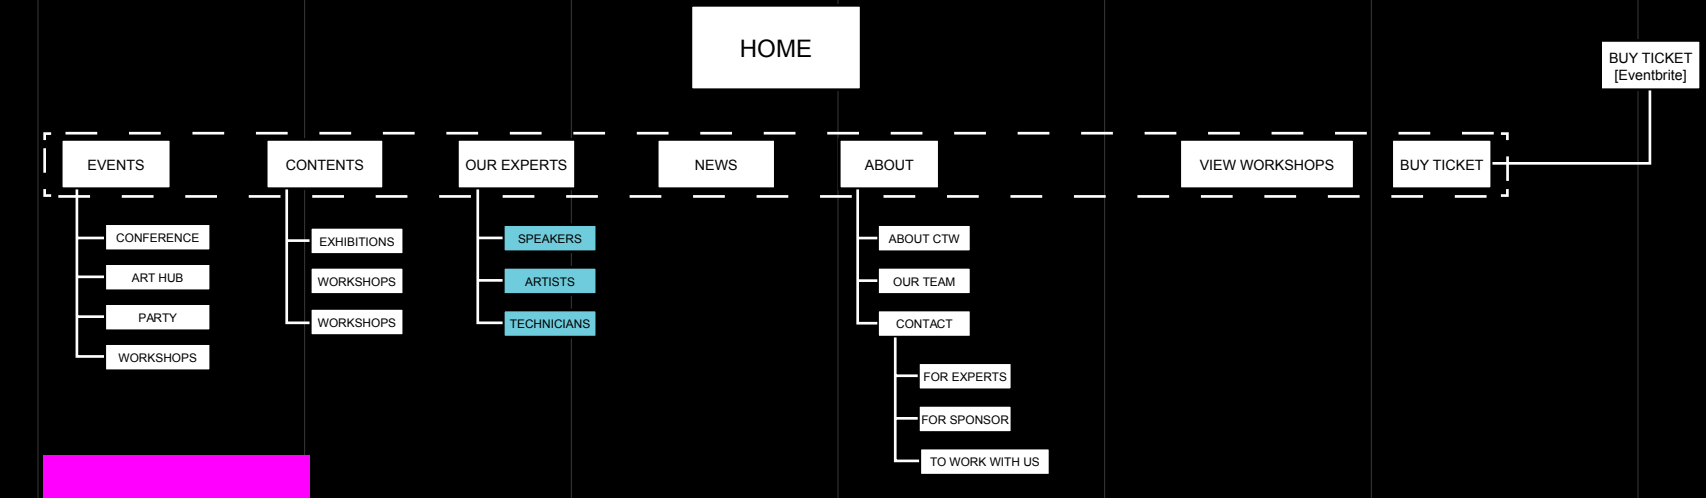 HOME
BUY TICKET
[Eventbrite]
EVENTS
CONTENTS
OUR EXPERTS
NEWS
ABOUT
VIEW WORKSHOPS
BUY TICKET
CONFERENCE
ART HUB
PARTY
WORKSHOPS
EXHIBITIONS
WORKSHOPS
WORKSHOPS
SPEAKERS
ARTISTS
TECHNICIANS
ABOUT CTW
OUR TEAM
CONTACT
FOR EXPERTS
FOR SPONSOR
TO WORK WITH US